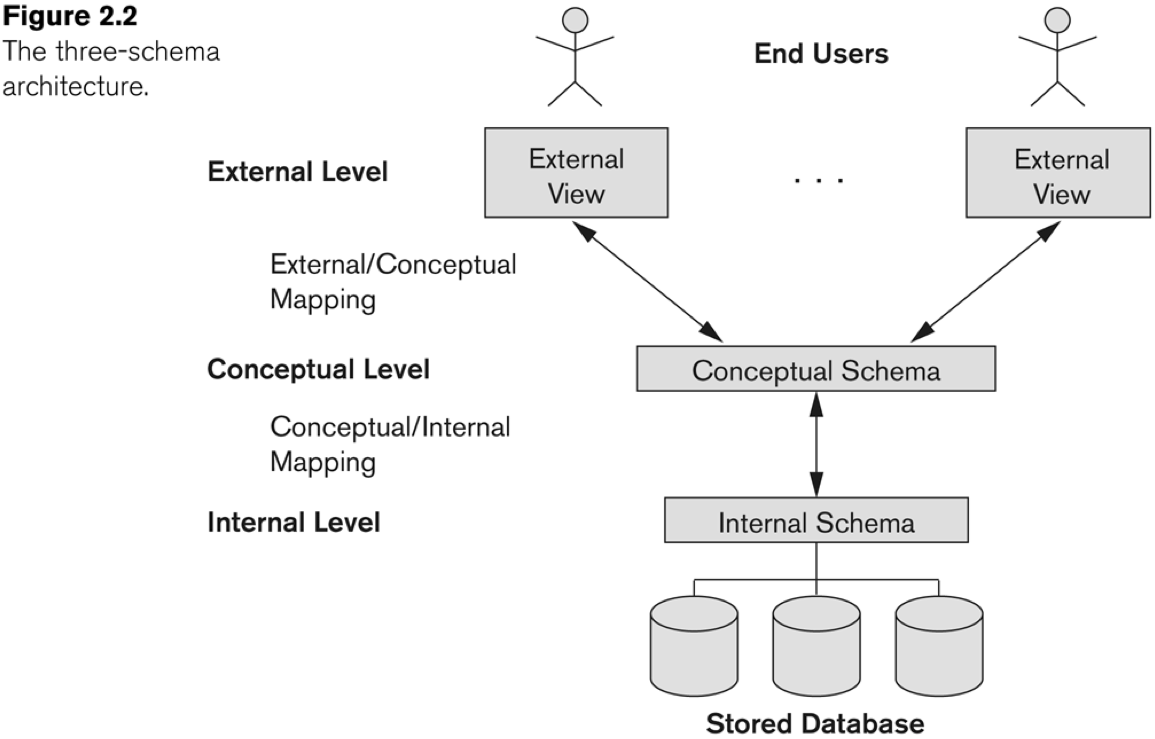 Figure 2.2
The three-schema
architecture.
End Users
External Level
External
View
. . .
External
View
External/Conceptual
Mapping
Conceptual Level
Conceptual Schema
Conceptual/Internal
Mapping
Internal Level
Internal Schema
Stored Database